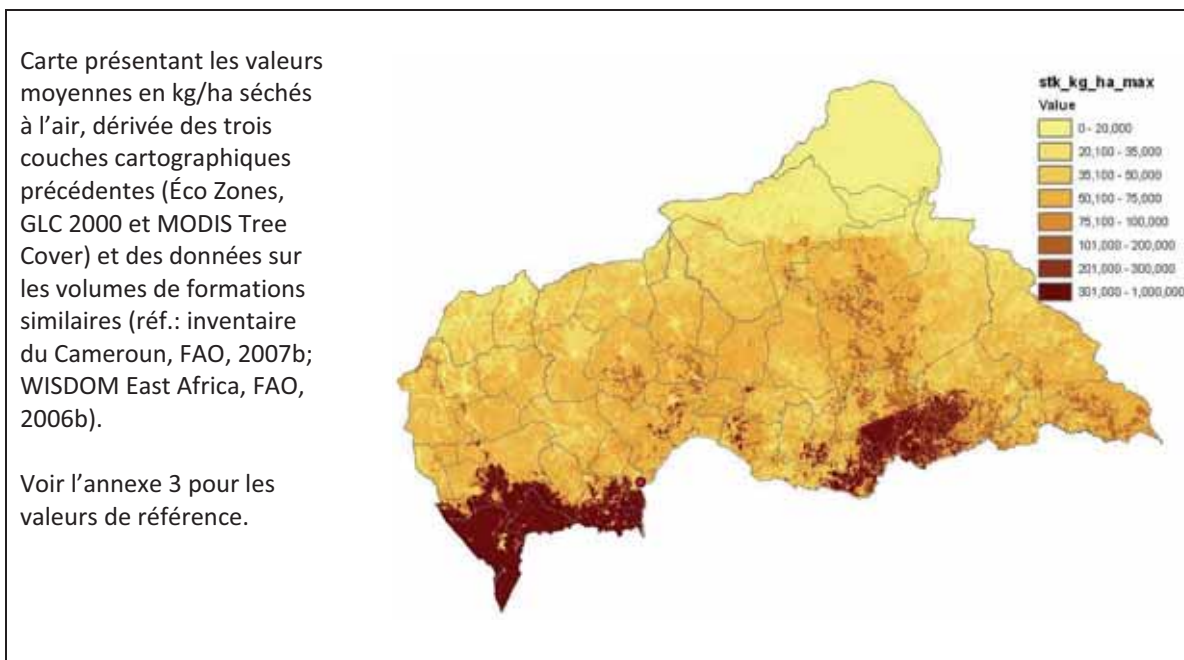 Carte présentant les valeurs
moyennes en kg/ha séchés
à l’air, dérivée des trois
couches cartographiques
précédentes (Éco Zones,
GLC 2000 et MODIS Tree
Cover) et des données sur
les volumes de formations
similaires (réf.: inventaire
du Cameroun, FAO, 2007b;
WISDOM East Africa, FAO,
2006b).
Voir l’annexe 3 pour les
valeurs de référence.
stk_kg_ha_max
Value
0 - 20,000
20,100 - 35,000
35,100 - 50,000
50,100 - 75,000
75,100 - 100,000
101,000 - 200,000
201,000 - 300,000
301,000 - 1,000,000